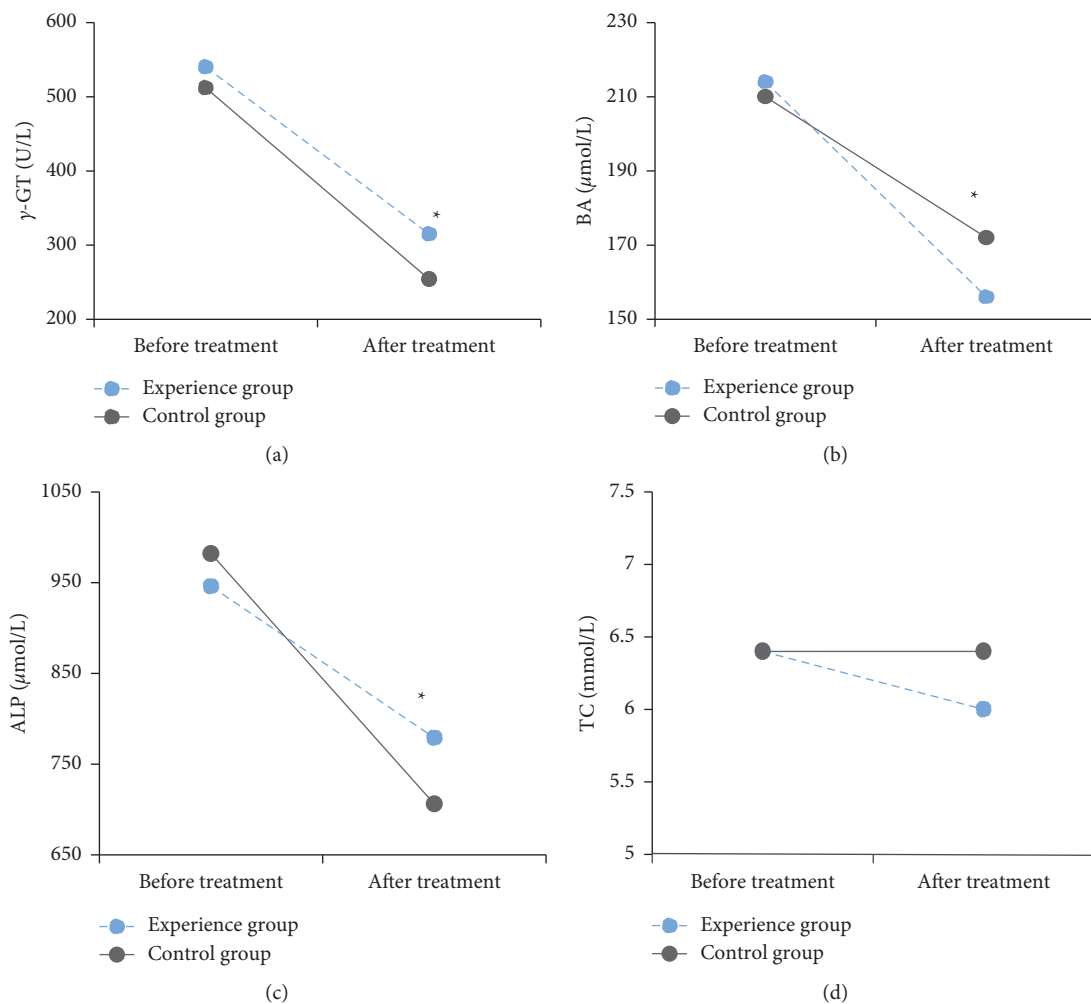 600
500
400
300
200
γ-GT (U/L)
*
Before treatment After treatment
Experience group
Control group
(a)
230
210
190
170
150
BA (µmol/L)
*
Before treatment After treatment
Experience group
Control group
(b)
1050
950
850
750
650
ALP (µmol/L)
*
Before treatment After treatment
Experience group
Control group
(c)
7.5
7
6.5
6
5.5
5
TC (mmol/L)
Before treatment After treatment
Experience group
Control group
(d)